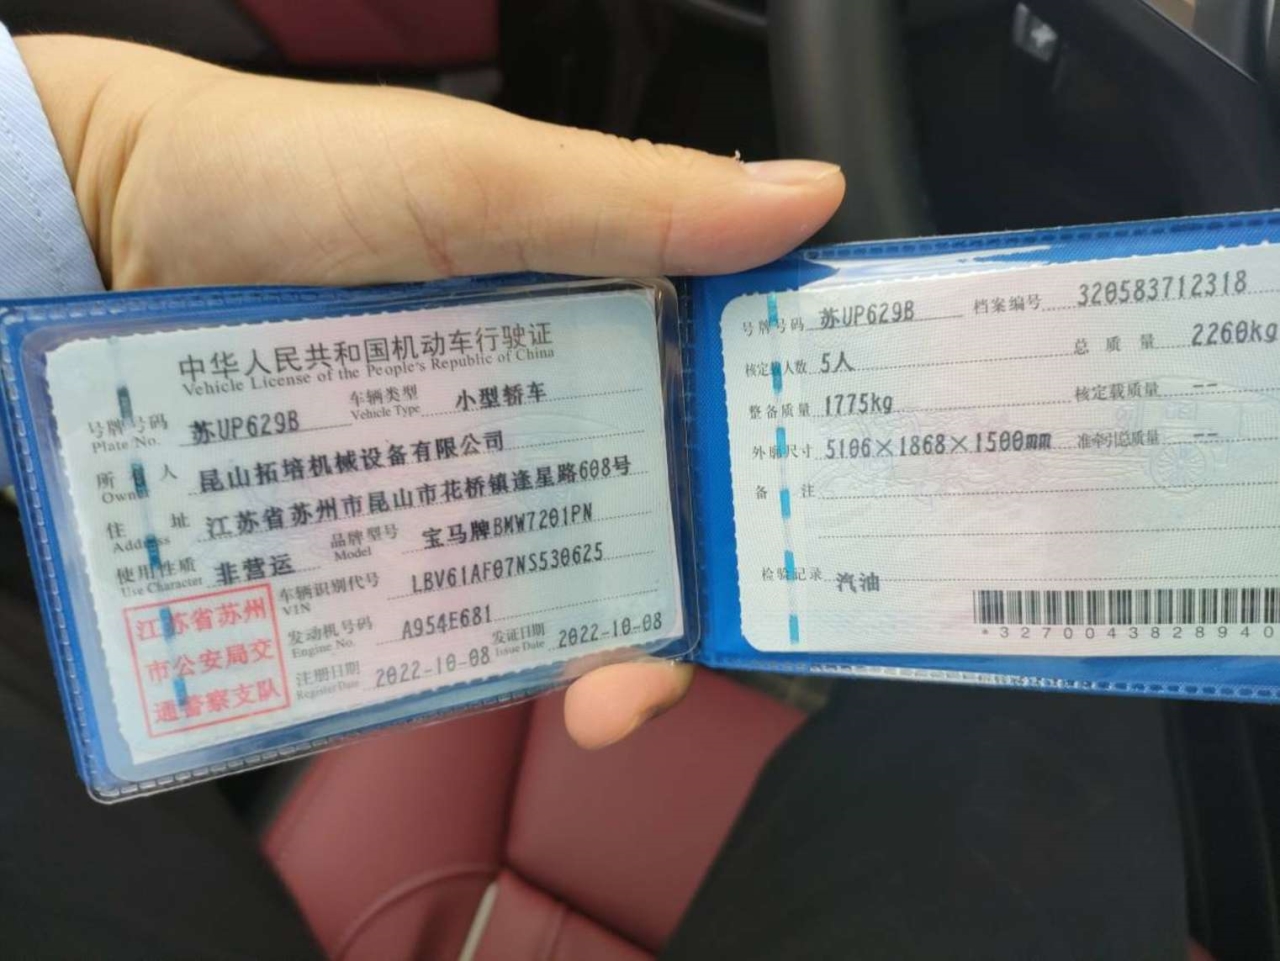 中华人民共和国机动车行驶证
Vehicle License of the People's Republic of China
号牌号码 苏UP629B 车辆类型 小型轿车
Plate No. Vehicle Type
所有人 昆山拓培机械设备有限公司
Owner
住址 江苏省苏州市昆山市花桥镇逢星路608号
Address
使用性质 非营运 品牌型号 宝马牌BMW7201PN
Use Character Model
车辆识别代号 LBV61AF07NS530625
VIN
发动机号码 A954E681
Engine No.
注册日期 2022-10-08 发证日期 2022-10-08
Register Date Issue Date
江苏省苏州
市公安局交
通警察支队
号牌号码 苏UP629B 档案编号 320583712318
核定载人数 5人 总质量 2260kg
整备质量 1775kg 核定载质量 --
外廓尺寸 5106×1868×1500mm 准牵引总质量 --
备注
检验记录 汽油
*3270043828940